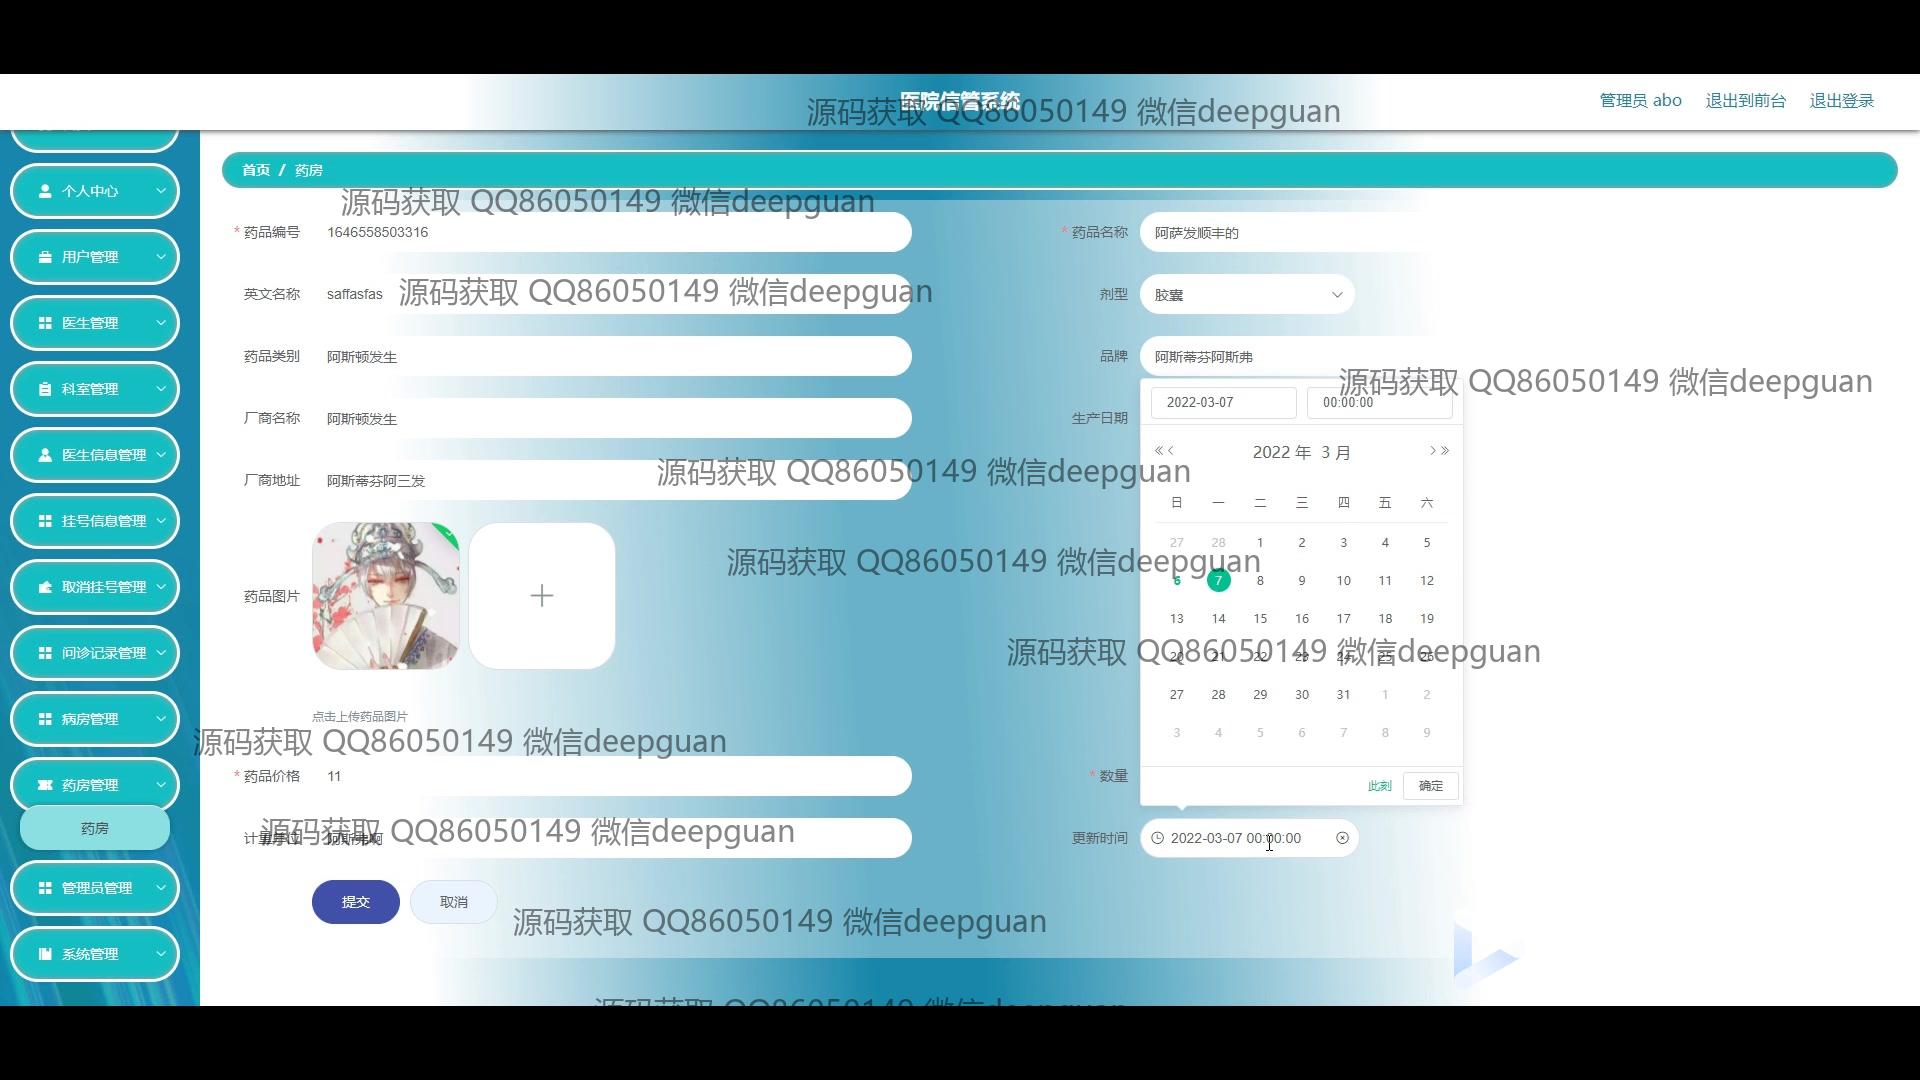 医院信管系统
源码获取 QQ86050149 微信deepguan
管理员 abo 退出到前台 退出登录
个人中心
用户管理
医生管理
科室管理
医生信息管理
挂号信息管理
取消挂号管理
问诊记录管理
病房管理
药房管理
药房
管理员管理
系统管理
首页 / 药房
源码获取 QQ86050149 微信deepguan
* 药品编号 1646558503316
* 药品名称 阿萨发顺丰的
英文名称 saffasfas
源码获取 QQ86050149 微信deepguan
剂型 胶囊
药品类别 阿斯顿发生
品牌 阿斯蒂芬阿斯弗
源码获取 QQ86050149 微信deepguan
厂商名称 阿斯顿发生
生产日期
2022-03-07 00:00:00
2022 年 3 月
日 一 二 三 四 五 六
27 28 1 2 3 4 5
6 7 8 9 10 11 12
13 14 15 16 17 18 19
20 21 22 23 24 25 26
27 28 29 30 31 1 2
3 4 5 6 7 8 9
此刻 确定
厂商地址 阿斯蒂芬阿三发
源码获取 QQ86050149 微信deepguan
源码获取 QQ86050149 微信deepguan
药品图片
源码获取 QQ86050149 微信deepguan
点击上传药品图片
源码获取 QQ86050149 微信deepguan
* 药品价格 11
* 数量
计量单位 阿斯弗啊
源码获取 QQ86050149 微信deepguan
更新时间 2022-03-07 00:00:00
提交 取消
源码获取 QQ86050149 微信deepguan
源码获取 QQ86050149 微信deepguan